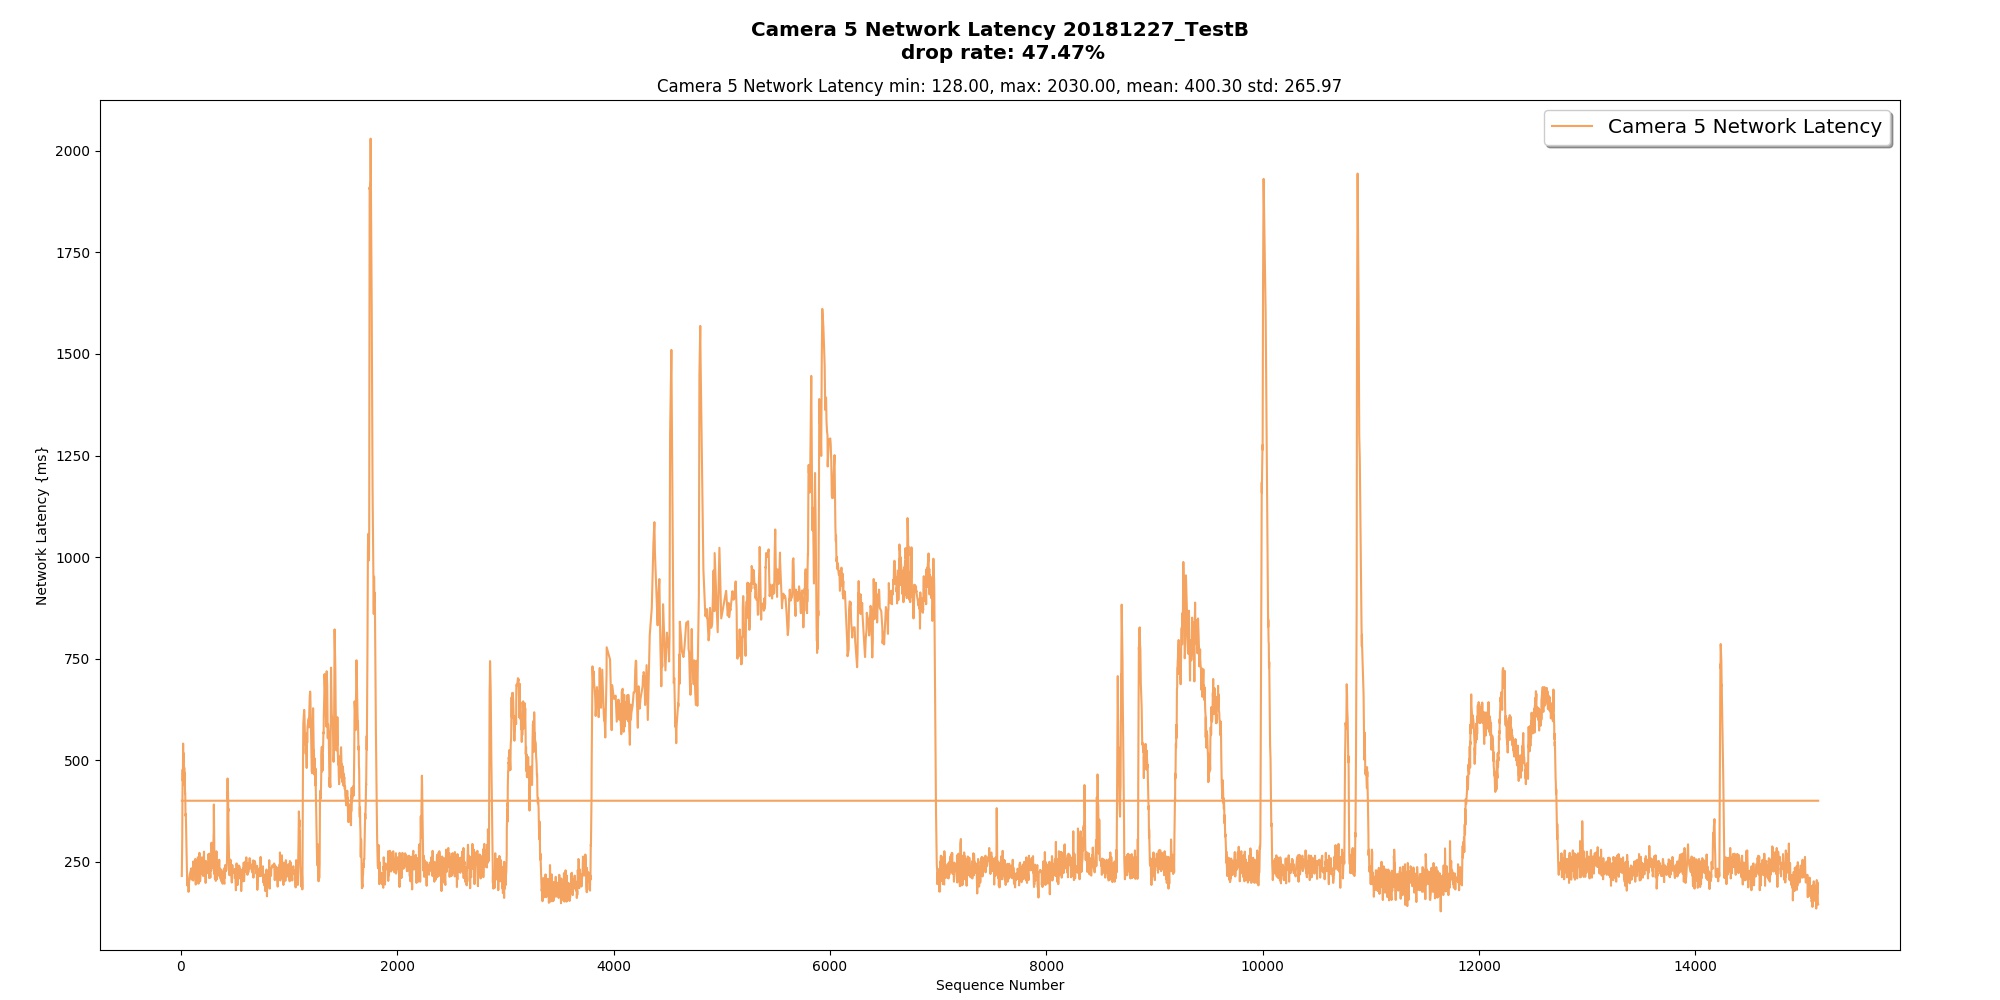 Camera 5 Network Latency 20181227_TestB
drop rate: 47.47%
Camera 5 Network Latency min: 128.00, max: 2030.00, mean: 400.30 std: 265.97
Camera 5 Network Latency
2000
1750
1500
1250
1000
750
500
250
Network Latency {ms}
0 2000 4000 6000 8000 10000 12000 14000
Sequence Number